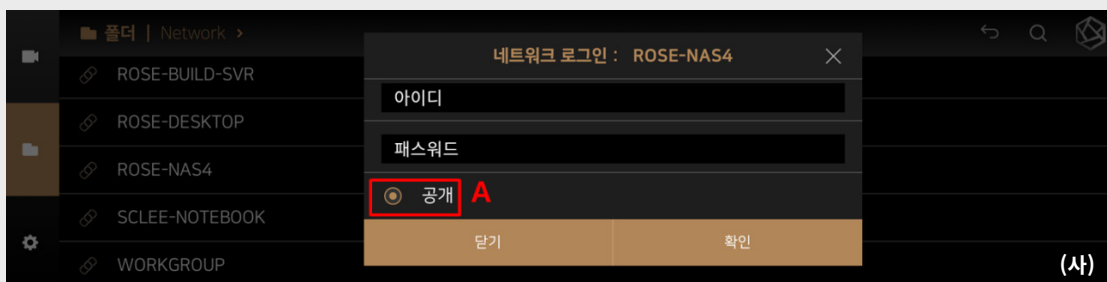 폴더 | Network >
ROSE-BUILD-SVR
ROSE-DESKTOP
ROSE-NAS4
SCLEE-NOTEBOOK
WORKGROUP
네트워크 로그인 : ROSE-NAS4
아이디
패스워드
공개 A
닫기 확인
(사)